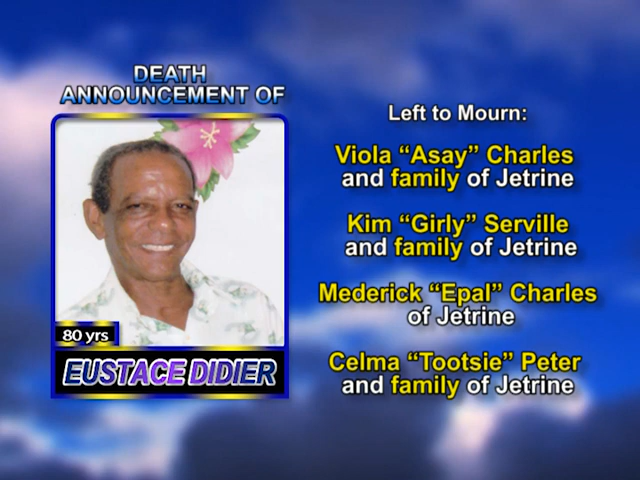 DEATH
ANNOUNCEMENT OF
80 yrs
EUSTACE DIDIER
Left to Mourn:
Viola “Asay” Charles
and family of Jetrine
Kim “Girly” Serville
and family of Jetrine
Mederick “Epal” Charles
of Jetrine
Celma “Tootsie” Peter
and family of Jetrine